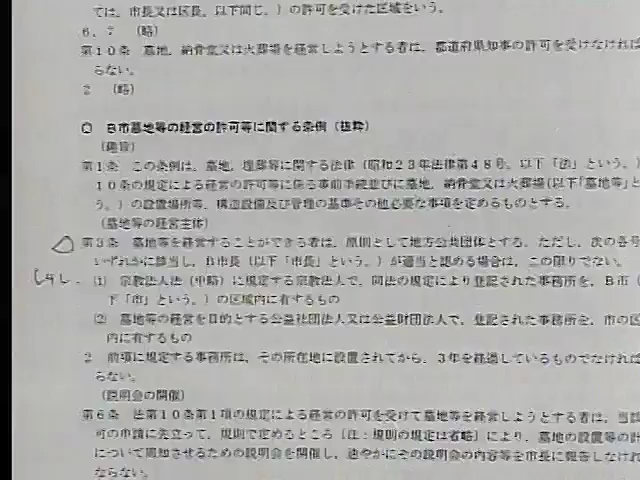 ては、市長又は区長。以下同じ。）の許可を受けた区域をいう。
6，7　（略）
第10条　墓地、納骨堂又は火葬場を経営しようとする者は、都道府県知事の許可を受けなければ
らない。
2　（略）
○　B市墓地等の経営の許可等に関する条例（抜粋）
（趣旨）
第1条　この条例は、墓地、埋葬等に関する法律（昭和23年法律第48号。以下「法」という。）
10条の規定による経営の許可等に係る事前手続並びに墓地、納骨堂又は火葬場（以下「墓地等」と
う。）の設置場所等、構造設備及び管理の基準その他必要な事項を定めるものとする。
（墓地等の経営主体）
第3条　墓地等を経営することができる者は、原則として地方公共団体とする。ただし、次の各号
いずれかに該当し、B市長（以下「市長」という。）が適当と認める場合は、この限りでない。
(1)　宗教法人法（中略）に規定する宗教法人で、同法の規定により登記された事務所を、B市（
下「市」という。）の区域内に有するもの
(2)　墓地等の経営を目的とする公益社団法人又は公益財団法人で、登記された事務所を、市の区
内に有するもの
2　前項に規定する事務所は、その所在地に設置されてから、3年を経過しているものでなければ
らない。
（説明会の開催）
第6条　法第10条第1項の規定による経営の許可を受けて墓地等を経営しようとする者は、当該
可の申請に先立って、規則で定めるところ〔注：規則の規定は省略〕により、墓地の設置等の計
について周知させるための説明会を開催し、速やかにその説明会の内容等を市長に報告しなけれ
ならない。